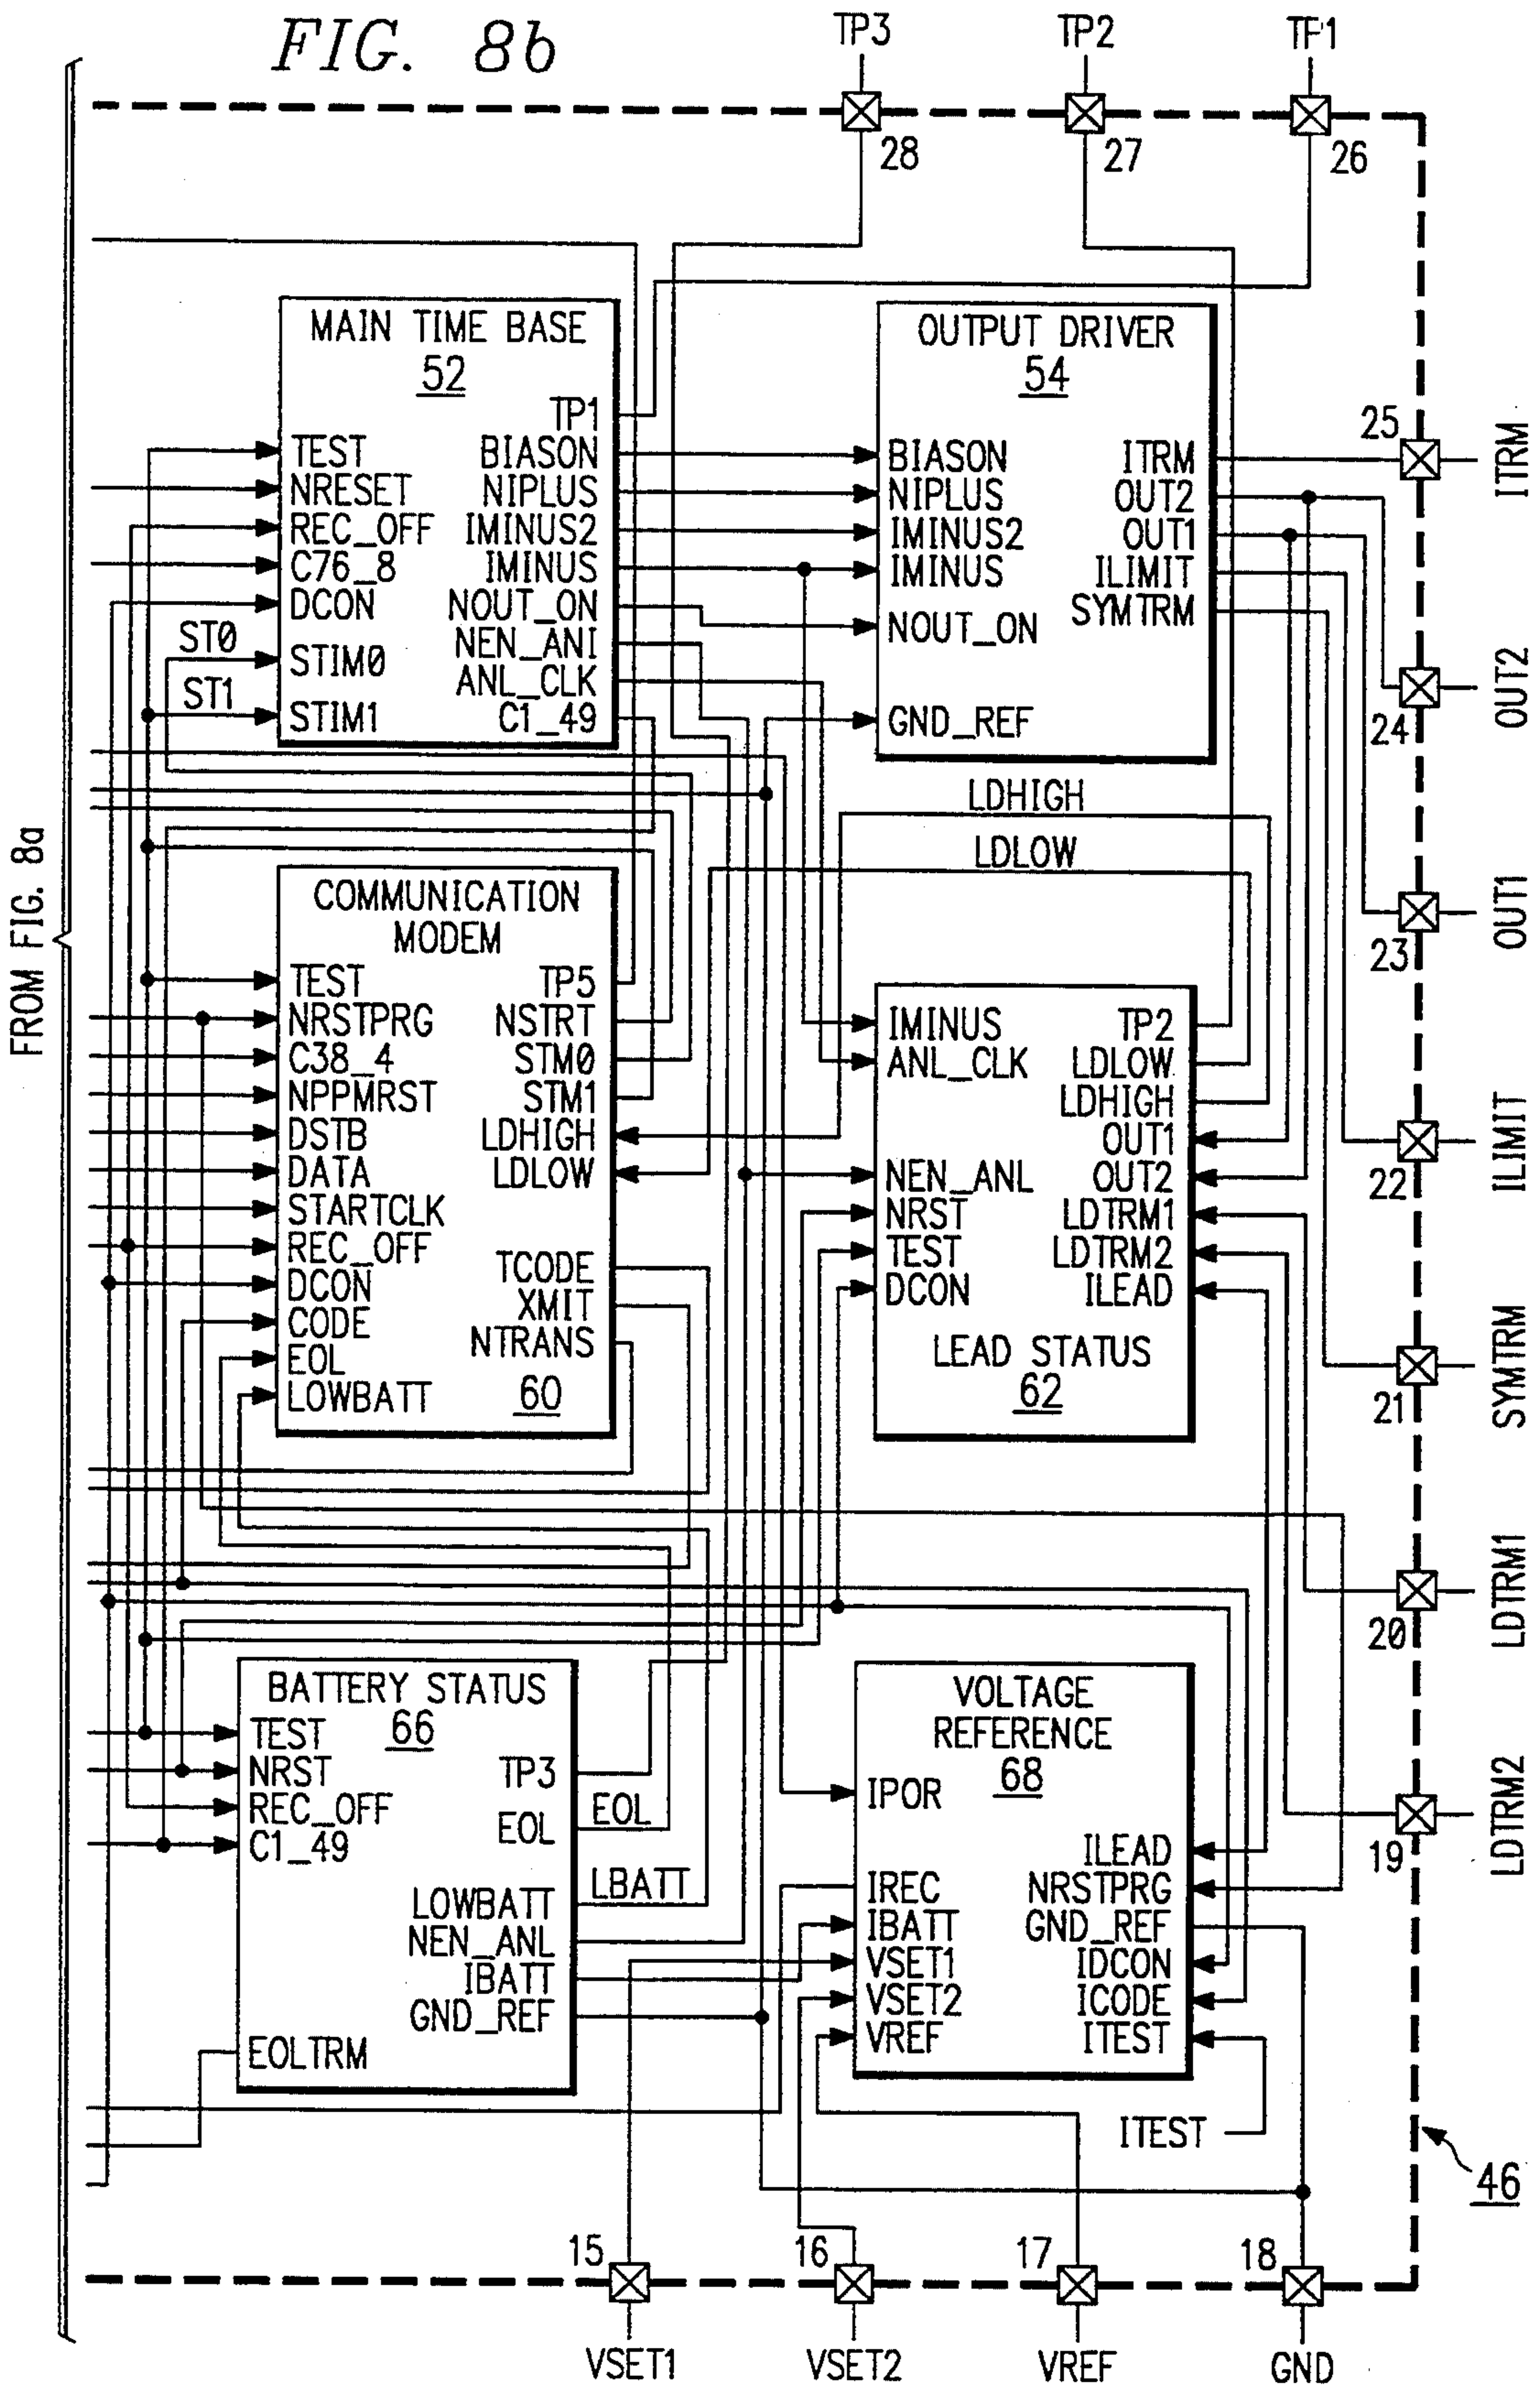 FIG. 8b
TP3
TP2
TP1
28
27
26
FROM FIG. 8a
MAIN TIME BASE
52
TP1
TEST
BIASON
NRESET
NIPLUS
REC_OFF
IMINUS2
C76_8
IMINUS
DCON
NOUT_ON
NEN_ANI
ST0
STIM0
ANL_CLK
ST1
STIM1
C1_49
OUTPUT DRIVER
54
BIASON
ITRM
NIPLUS
OUT2
IMINUS2
OUT1
IMINUS
ILIMIT
SYMTRM
NOUT_ON
GND_REF
25
ITRM
24
OUT2
23
OUT1
22
ILIMIT
21
SYMTRM
20
LDTRM1
19
LDTRM2
LDHIGH
LDLOW
COMMUNICATION
MODEM
TEST
TP5
NRSTPRG
NSTRT
C38_4
STM0
NPPMRST
STM1
DSTB
LDHIGH
DATA
LDLOW
STARTCLK
REC_OFF
TCODE
DCON
XMIT
CODE
NTRANS
EOL
LOWBATT
60
IMINUS
TP2
ANL_CLK
LDLOW
LDHIGH
OUT1
NEN_ANL
OUT2
NRST
LDTRM1
TEST
LDTRM2
DCON
ILEAD
LEAD STATUS
62
BATTERY STATUS
66
TEST
NRST
TP3
REC_OFF
EOL
EOL
C1_49
LOWBATT
LBATT
NEN_ANL
IBATT
GND_REF
EOLTRM
VOLTAGE
REFERENCE
68
IPOR
ILEAD
IREC
NRSTPRG
IBATT
GND_REF
VSET1
IDCON
VSET2
ICODE
VREF
ITEST
ITEST
46
15
16
17
18
VSET1
VSET2
VREF
GND